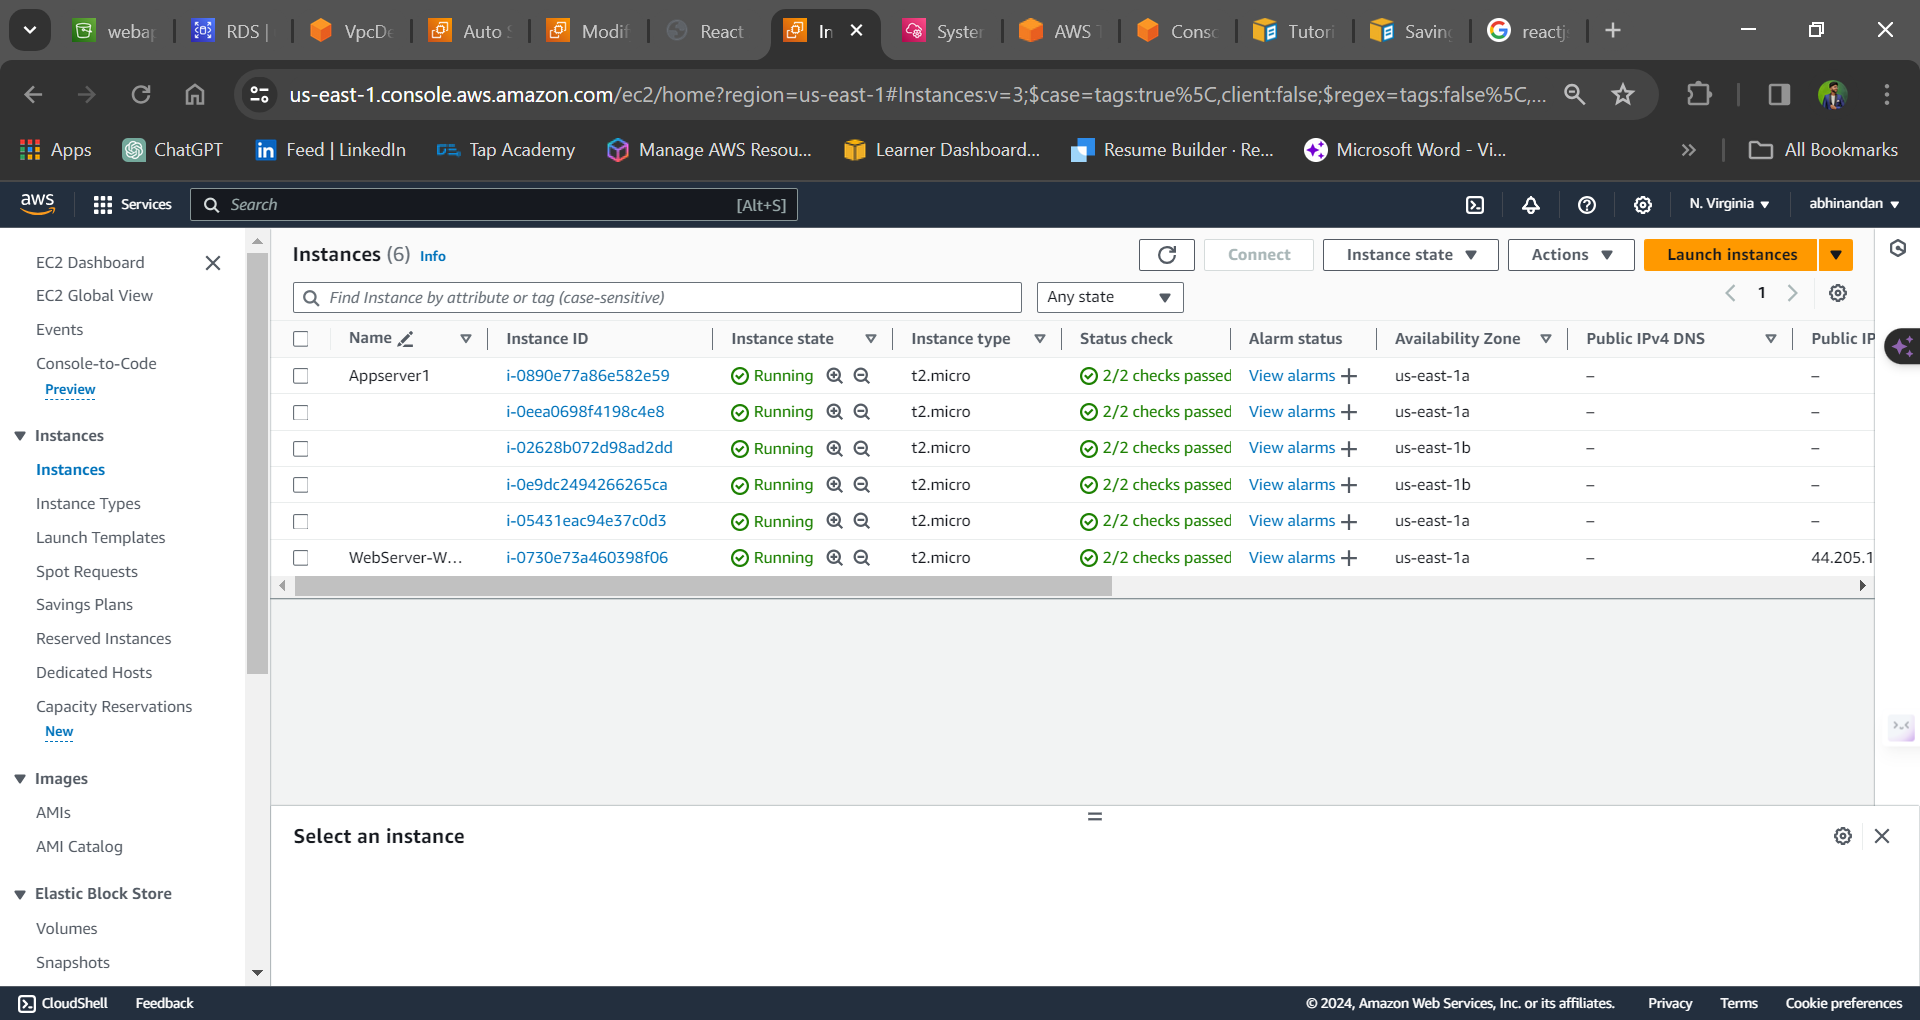 webap RDS | VpcDe Auto S Modif React In Syster AWS T Consc Tutori Saving reactj
us-east-1.console.aws.amazon.com/ec2/home?region=us-east-1#Instances:v=3;$case=tags:true%5C,client:false;$regex=tags:false%5C,...
Apps ChatGPT Feed | LinkedIn Tap Academy Manage AWS Resou... Learner Dashboard... Resume Builder · Re... Microsoft Word - Vi... » All Bookmarks
aws Services Search [Alt+S] N. Virginia abhinandan
EC2 Dashboard
EC2 Global View
Events
Console-to-Code
Preview
Instances
Instances
Instance Types
Launch Templates
Spot Requests
Savings Plans
Reserved Instances
Dedicated Hosts
Capacity Reservations
New
Images
AMIs
AMI Catalog
Elastic Block Store
Volumes
Snapshots
Instances (6) Info Connect Instance state Actions Launch instances
Find Instance by attribute or tag (case-sensitive) Any state 1
Name Instance ID Instance state Instance type Status check Alarm status Availability Zone Public IPv4 DNS Public IP
Appserver1 i-0890e77a86e582e59 Running t2.micro 2/2 checks passed View alarms + us-east-1a – –
i-0eea0698f4198c4e8 Running t2.micro 2/2 checks passed View alarms + us-east-1a – –
i-02628b072d98ad2dd Running t2.micro 2/2 checks passed View alarms + us-east-1b – –
i-0e9dc2494266265ca Running t2.micro 2/2 checks passed View alarms + us-east-1b – –
i-05431eac94e37c0d3 Running t2.micro 2/2 checks passed View alarms + us-east-1a – –
WebServer-W... i-0730e73a460398f06 Running t2.micro 2/2 checks passed View alarms + us-east-1a – 44.205.1
Select an instance
CloudShell Feedback © 2024, Amazon Web Services, Inc. or its affiliates. Privacy Terms Cookie preferences